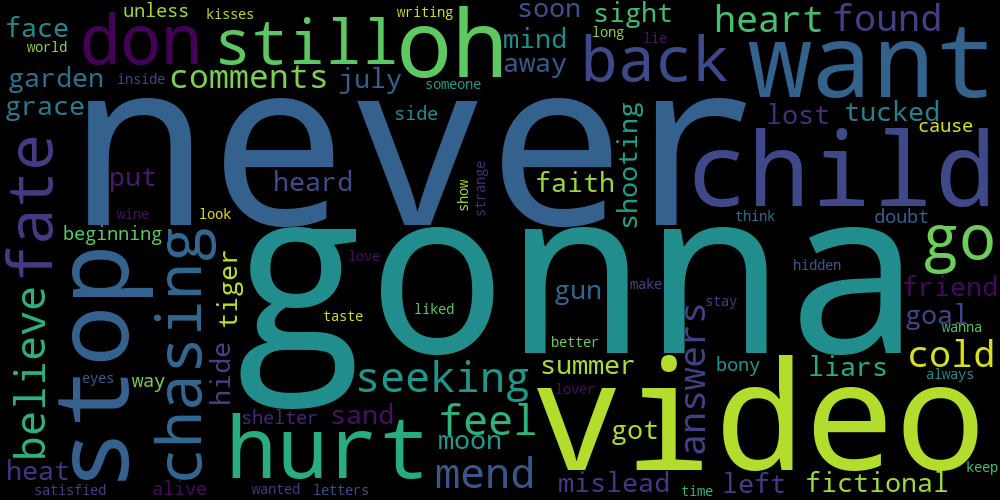 face
unless
kisses
don
still
oh
writing
soon
sight
heart
found
world
long
lie
mind
want
garden
inside
comments
july
someone
away
back
grace
never
side
shooting
child
lost
tucked
cause
fate
put
heard
show
strange
faith
wine
look
think
doubt
beginning
stop
chasing
tiger
love
gonna
hidden
go
believe
taste
liked
gun
make
stay
friend
goal
wanna
hide
better
answers
eyes
way
seeking
summer
bony
liars
cold
always
lover
video
shelter
sand
hurt
feel
moon
got
heat
mend
mislead
left
fictional
keep
satisfied
alive
wanted
letters
time